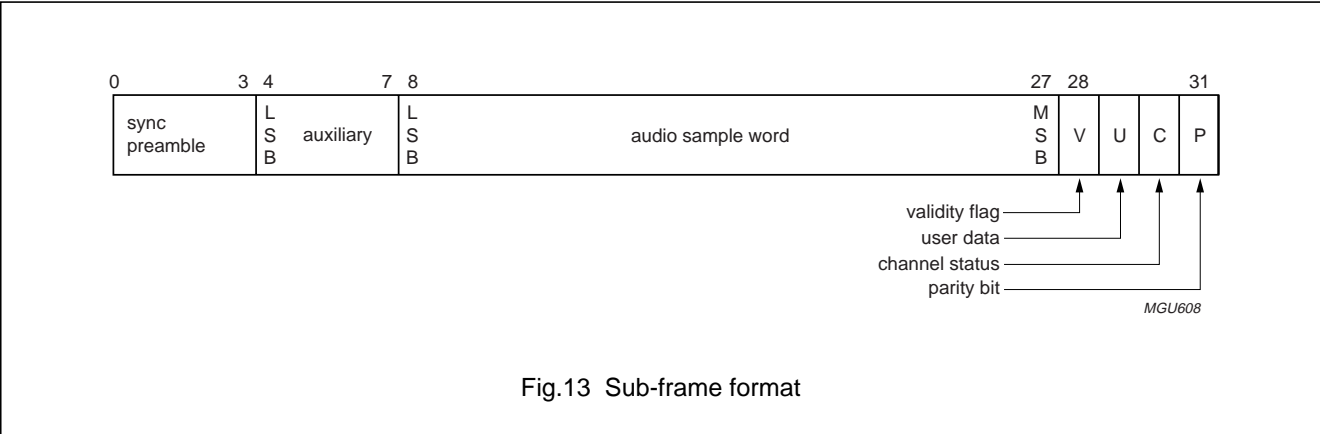 0 3 4 7 8 27 28 31
sync
preamble
L
S
B
auxiliary
L
S
B
audio sample word
M
S
B
V
U
C
P
validity flag
user data
channel status
parity bit
MGU608
Fig.13 Sub-frame format